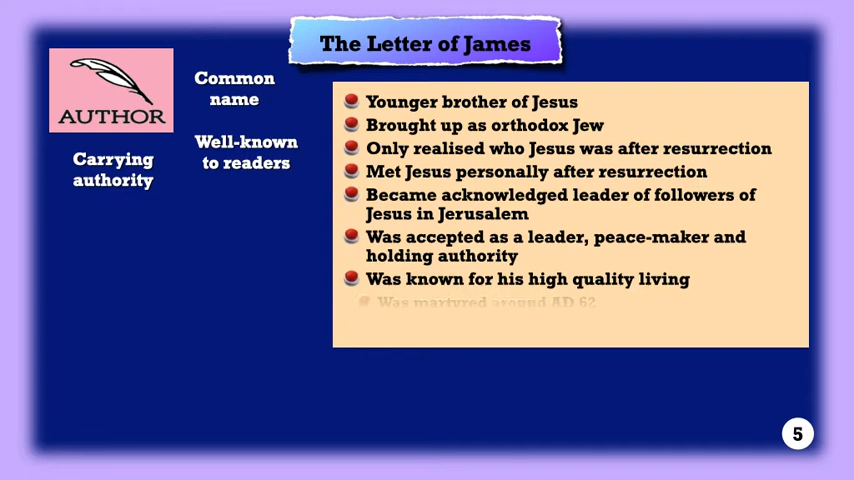 The Letter of James
AUTHOR
Common
name
Well-known
to readers
Carrying
authority
Younger brother of Jesus
Brought up as orthodox Jew
Only realised who Jesus was after resurrection
Met Jesus personally after resurrection
Became acknowledged leader of followers of
Jesus in Jerusalem
Was accepted as a leader, peace-maker and
holding authority
Was known for his high quality living
Was martyred around AD 62
5